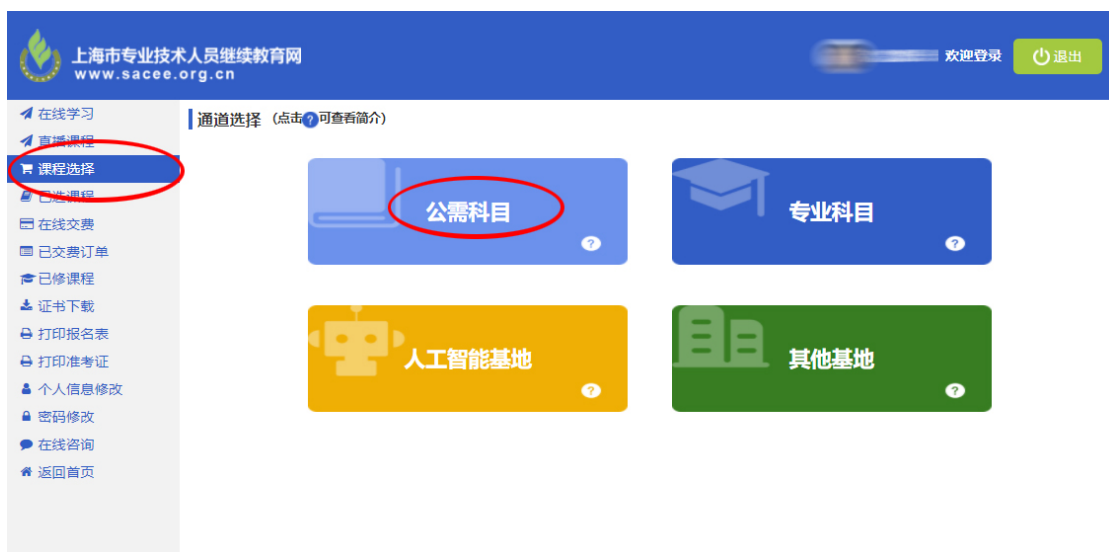 上海市专业技术人员继续教育网
www.sacee.org.cn
欢迎登录
退出
在线学习
直播课程
课程选择
已选课程
在线交费
已交费订单
已修课程
证书下载
打印报名表
打印准考证
个人信息修改
密码修改
在线咨询
返回首页
通道选择（点击?可查看简介）
公需科目
?
专业科目
?
人工智能基地
?
其他基地
?